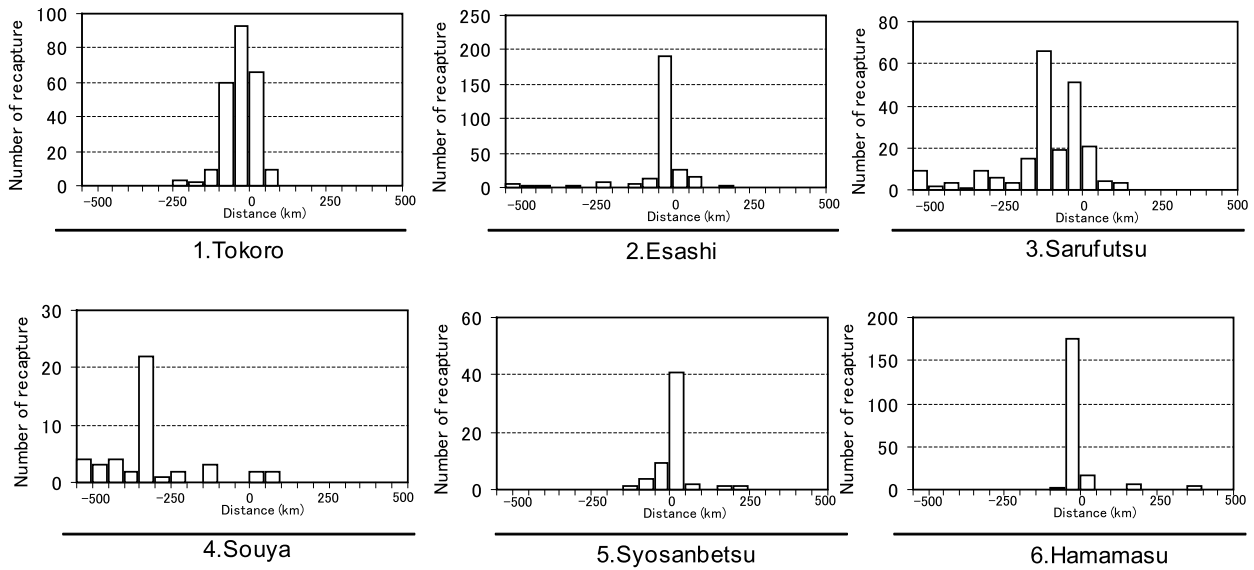 Number of recapture
100
80
60
40
20
0
−500 −250 0 250 500
Distance (km)
1.Tokoro
Number of recapture
250
200
150
100
50
0
−500 −250 0 250 500
Distance (km)
2.Esashi
Number of recapture
80
60
40
20
0
−500 −250 0 250 500
Distance (km)
3.Sarufutsu
Number of recapture
30
20
10
0
−500 −250 0 250 500
Distance (km)
4.Souya
Number of recapture
60
40
20
0
−500 −250 0 250 500
Distance (km)
5.Syosanbetsu
Number of recapture
200
150
100
50
0
−500 −250 0 250 500
Distance (km)
6.Hamamasu